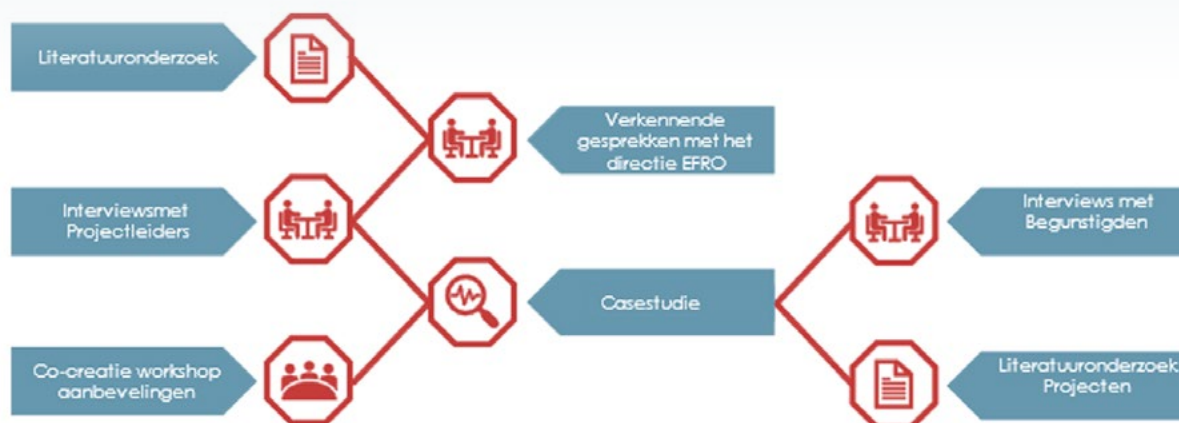 Literatuuronderzoek
Verkennende
gesprekken met het
directie EFRO
Interviewsmet
Projectleiders
Interviews met
Begunstigden
Casestudie
Co-creatie workshop
aanbevelingen
Literatuuronderzoek
Projecten